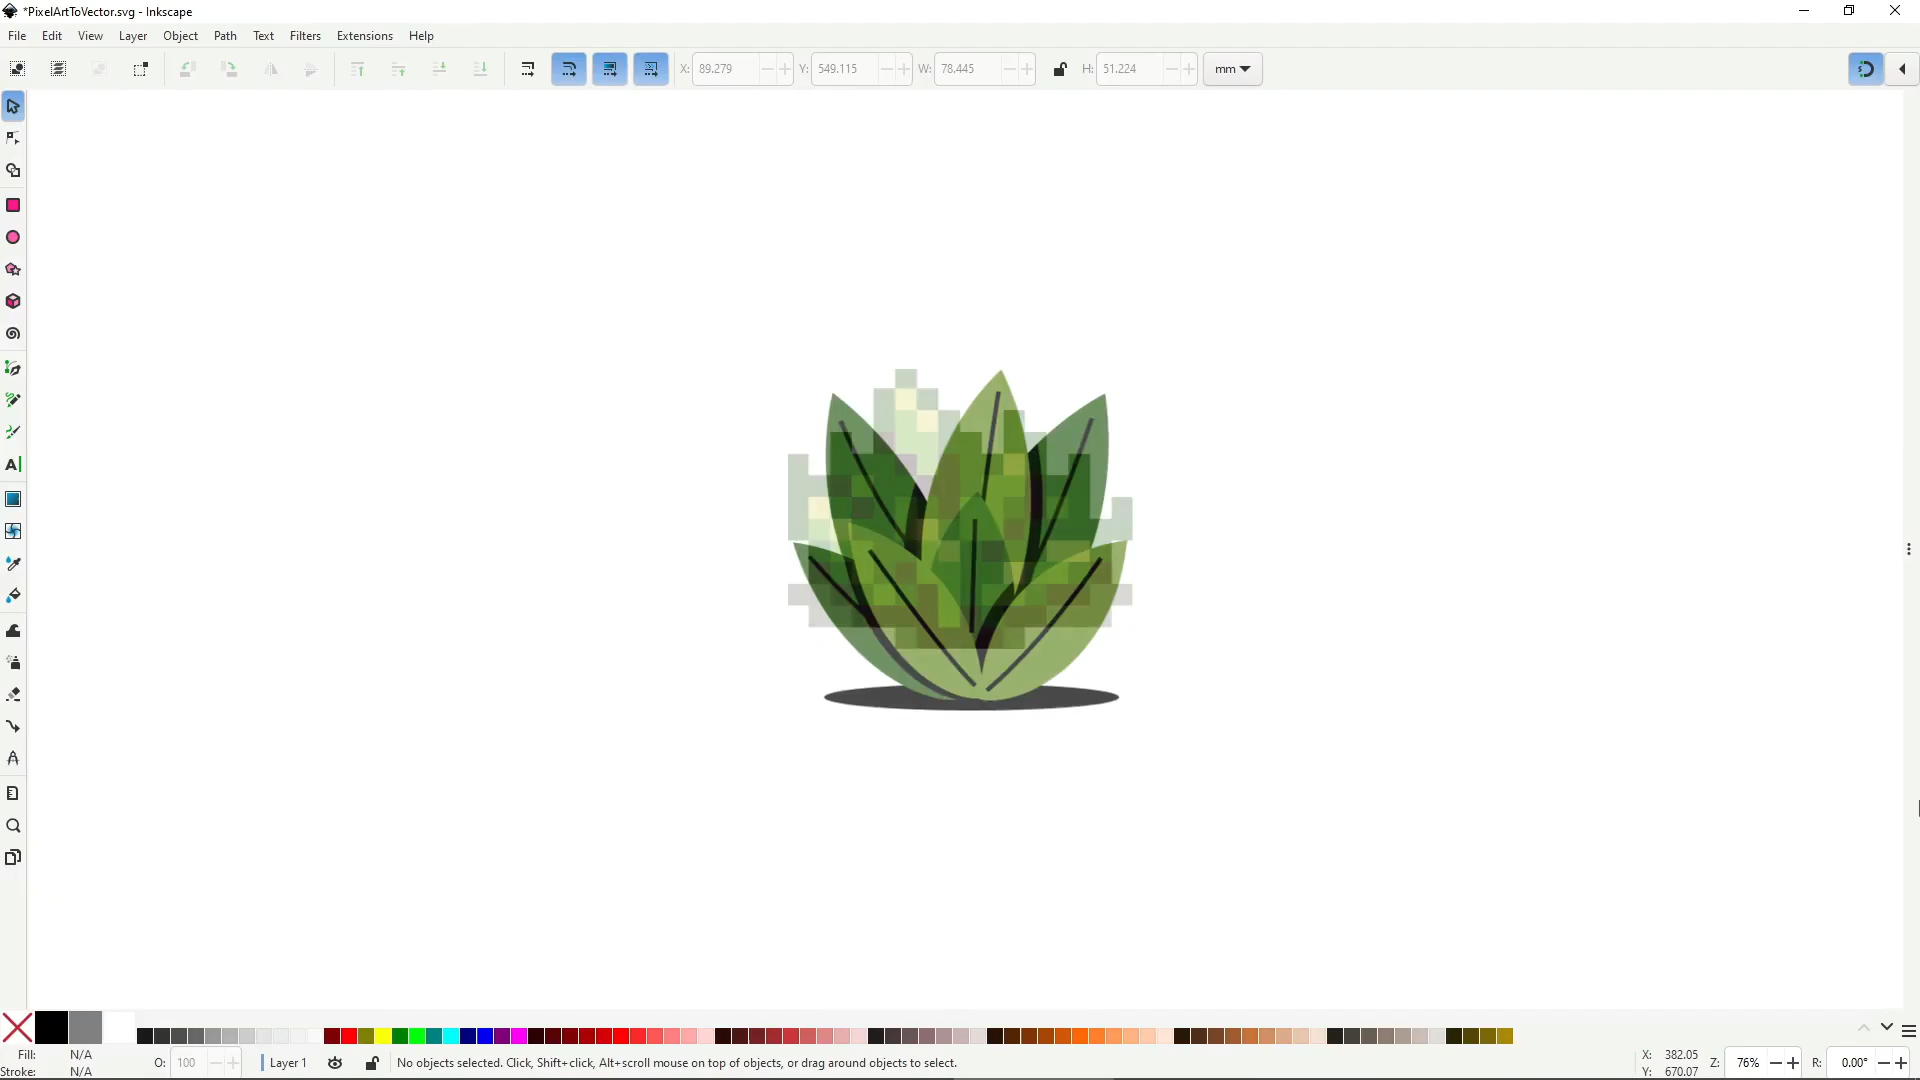 *PixelArtToVector.svg - Inkscape
File Edit View Layer Object Path Text Filters Extensions Help
X: 89.279 Y: 549.115 W: 78.445 H: 51.224 mm
Fill: N/A O: 100 Layer 1 No objects selected. Click, Shift+click, Alt+scroll mouse on top of objects, or drag around objects to select. X: 382.05 Z: 76% R: 0.00°
Stroke: N/A Y: 670.07